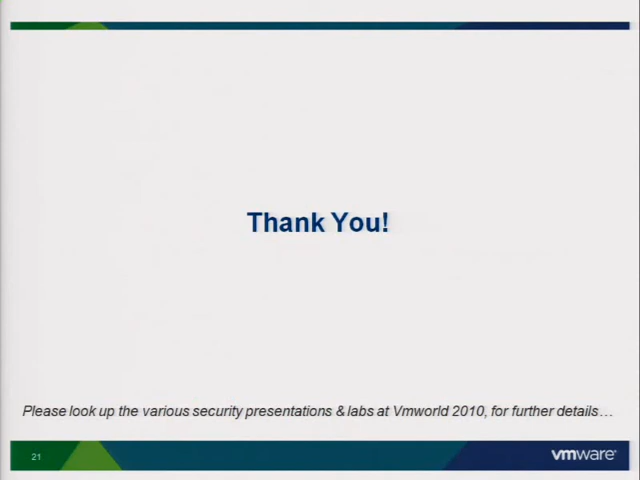 Thank You!
Please look up the various security presentations & labs at Vmworld 2010, for further details…
21
vmware®